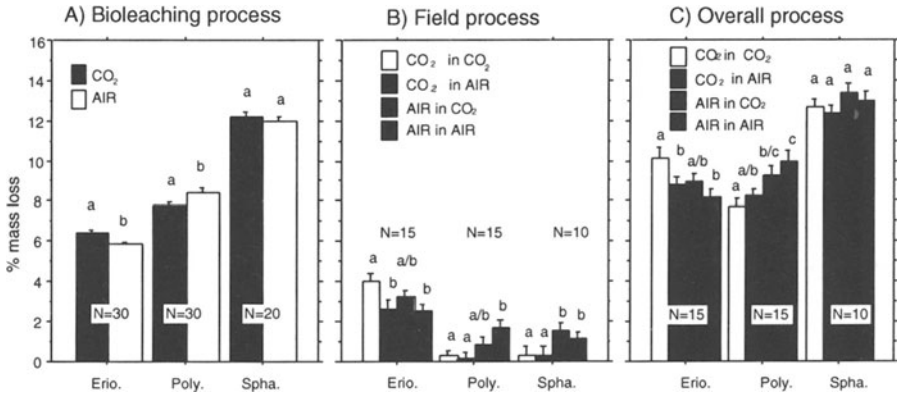 A) Bioleaching process
B) Field process
C) Overall process
% mass loss
16
14
12
10
8
6
4
2
0
CO2
AIR
a
b
a
b
a
a
N=30
N=30
N=20
Erio.
Poly.
Spha.
CO2 in CO2
CO2 in AIR
AIR in CO2
AIR in AIR
N=15
N=15
N=10
a
b
a/b
b
a
a
a/b
b
a
a
b
b
Erio.
Poly.
Spha.
CO2 in CO2
CO2 in AIR
AIR in CO2
AIR in AIR
a
b
a/b
b
a
a/b
b/c
c
a
a
a
a
N=15
N=15
N=10
Erio.
Poly.
Spha.